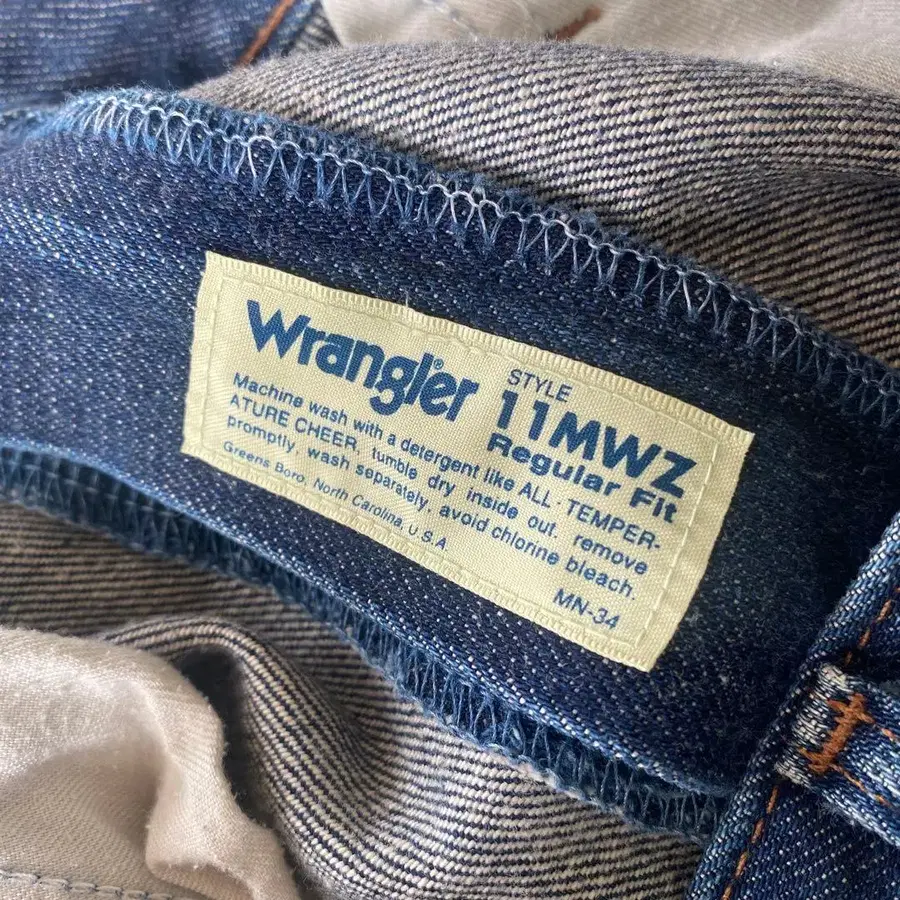 Wrangler®
STYLE
11MWZ
Regular Fit
Machine wash with a detergent like ALL - TEMPER-
ATURE CHEER, tumble dry inside out. remove
promptly, wash separately, avoid chlorine bleach.
Greens Boro, North Carolina, U.S.A
MN-34